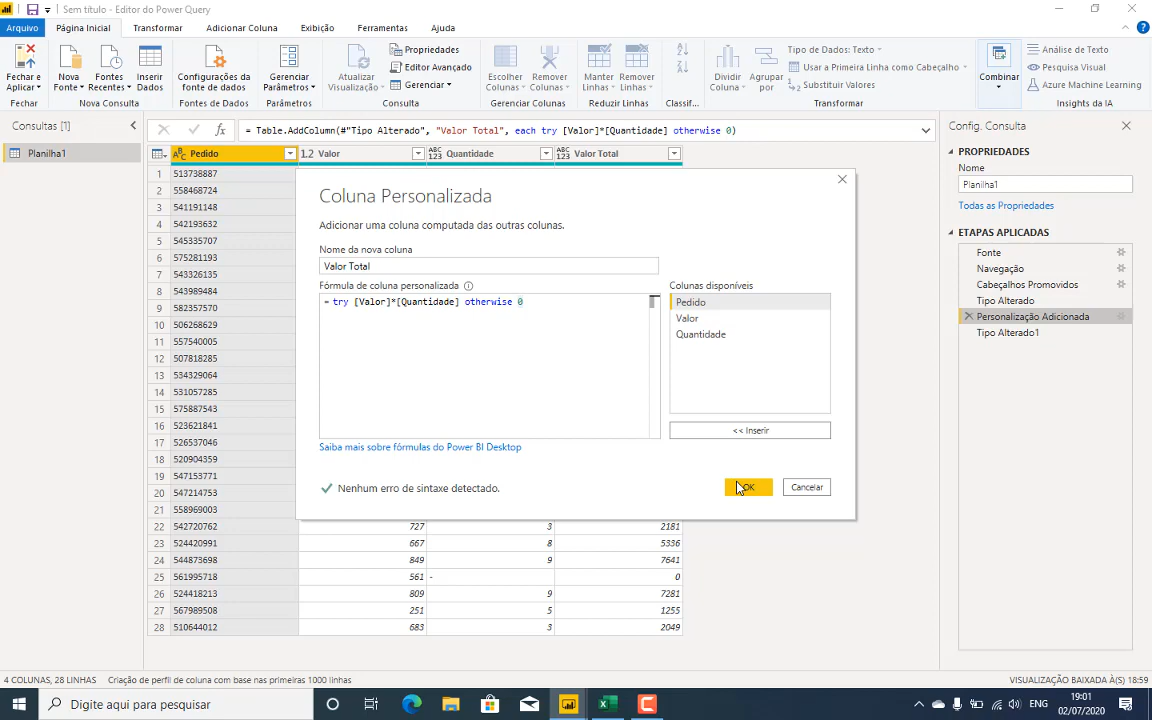 Sem título - Editor do Power Query
Arquivo Página Inicial Transformar Adicionar Coluna Exibição Ferramentas Ajuda
Fechar e Aplicar
Fechar
Nova Fonte
Fontes Recentes
Inserir Dados
Nova Consulta
Configurações da fonte de dados
Fontes de Dados
Gerenciar Parâmetros
Parâmetros
Atualizar Visualização
Propriedades
Editor Avançado
Gerenciar
Consulta
Escolher Colunas
Remover Colunas
Gerenciar Colunas
Manter Linhas
Remover Linhas
Reduzir Linhas
Classif...
Dividir Coluna
Agrupar por
Tipo de Dados: Texto
Usar a Primeira Linha como Cabeçalho
Substituir Valores
Transformar
Combinar
Análise de Texto
Pesquisa Visual
Azure Machine Learning
Insights da IA
Consultas [1]
Planilha1
= Table.AddColumn(#"Tipo Alterado", "Valor Total", each try [Valor]*[Quantidade] otherwise 0)
ABC Pedido 1.2 Valor ABC 123 Quantidade ABC 123 Valor Total
1 513738887
2 558468724
3 541191148
4 542193632
5 545335707
6 575281193
7 543326135
8 543989484
9 582357570
10 506268629
11 557540005
12 507818285
13 534329064
14 531057285
15 575887543
16 523621841
17 526537046
18 520904359
19 547153771
20 547214753
21 558969003
22 542720762 727 3 2181
23 524420991 667 8 5336
24 544873698 849 9 7641
25 561995718 561 - 0
26 524418213 809 9 7281
27 567989508 251 5 1255
28 510644012 683 3 2049
Coluna Personalizada
Adicionar uma coluna computada das outras colunas.
Nome da nova coluna
Valor Total
Fórmula de coluna personalizada
= try [Valor]*[Quantidade] otherwise 0
Colunas disponíveis
Pedido
Valor
Quantidade
<< Inserir
Saiba mais sobre fórmulas do Power BI Desktop
Nenhum erro de sintaxe detectado.
OK
Cancelar
Config. Consulta
PROPRIEDADES
Nome
Planilha1
Todas as Propriedades
ETAPAS APLICADAS
Fonte
Navegação
Cabeçalhos Promovidos
Tipo Alterado
Personalização Adicionada
Tipo Alterado1
4 COLUNAS, 28 LINHAS Criação de perfil de coluna com base nas primeiras 1000 linhas
VISUALIZAÇÃO BAIXADA À(S) 18:59
Digite aqui para pesquisar
ENG
19:01
02/07/2020